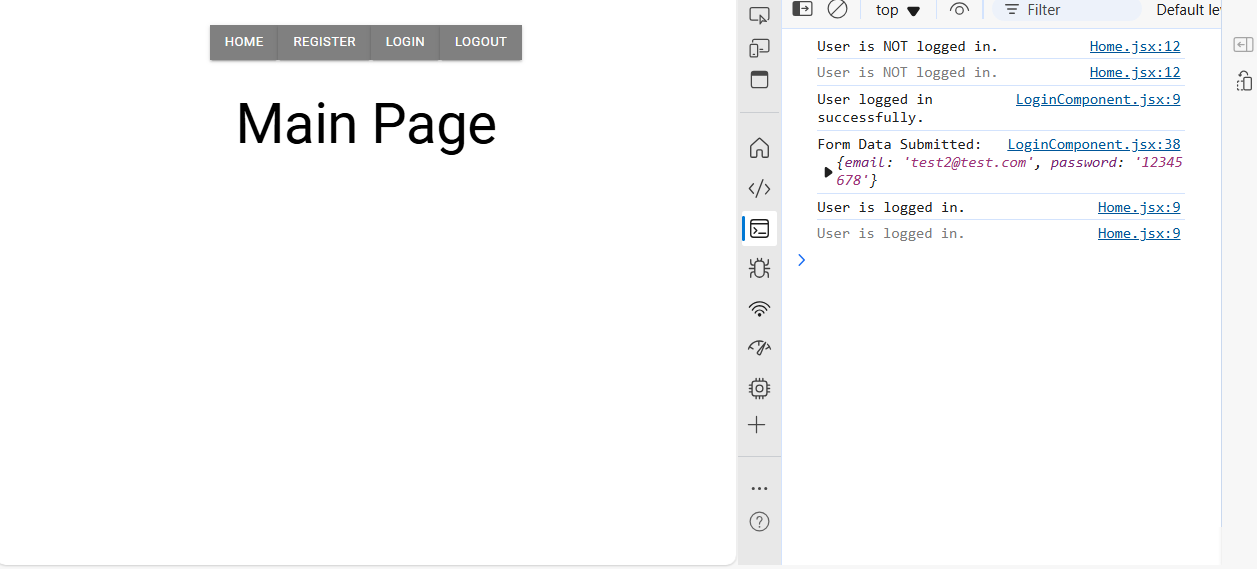 HOME REGISTER LOGIN LOGOUT
Main Page
top Filter Default le
User is NOT logged in. Home.jsx:12
User is NOT logged in. Home.jsx:12
User logged in LoginComponent.jsx:9
successfully.
Form Data Submitted: LoginComponent.jsx:38
{email: 'test2@test.com', password: '12345
678'}
User is logged in. Home.jsx:9
User is logged in. Home.jsx:9